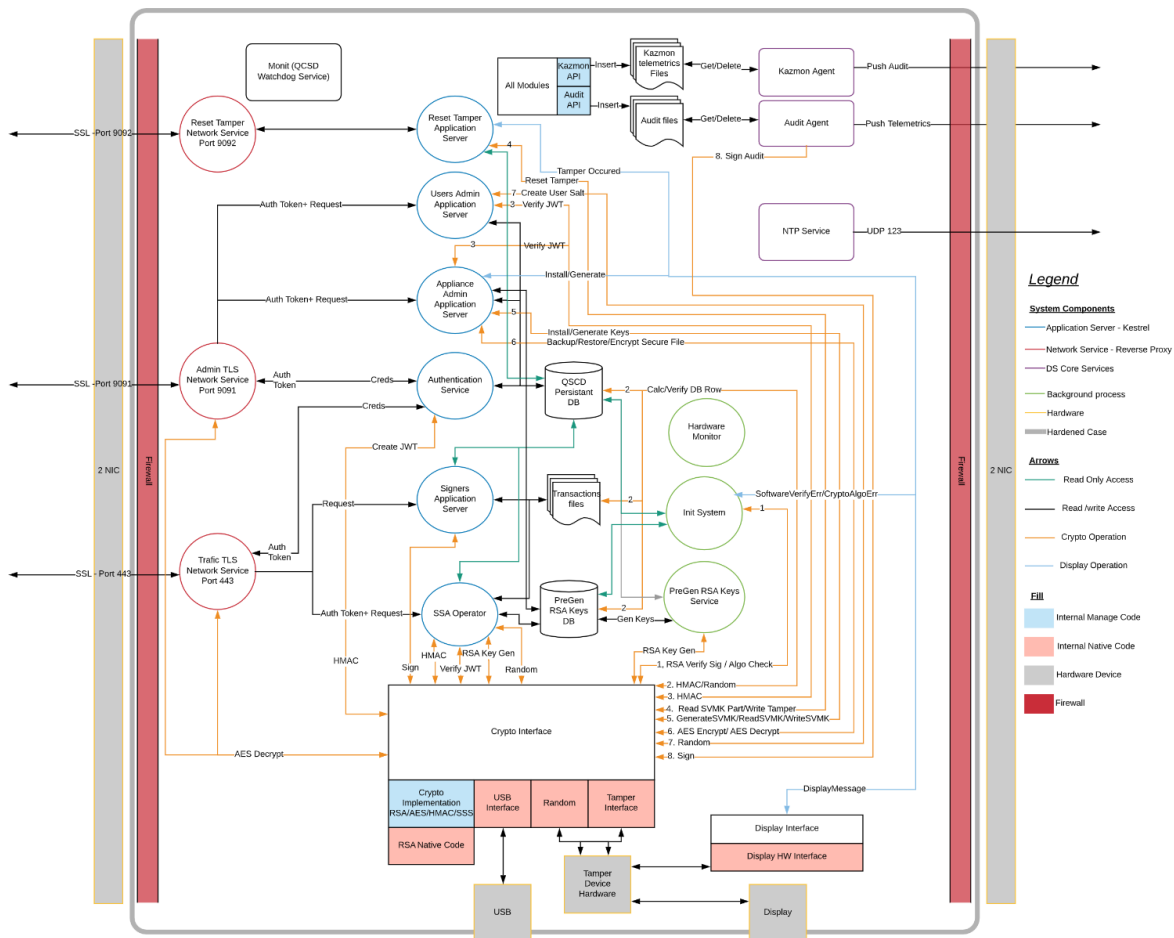 Monit (QCSD
Watchdog Service)
All Modules
Kazmon
API
Audit
API
Insert
Insert
Kazmon
telemetrics
Files
Audit files
Get/Delete
Get/Delete
Kazmon Agent
Audit Agent
Push Audit
Push Telemetrics
8. Sign Audit
SSL -Port 9092
Reset Tamper
Network Service
Port 9092
Reset Tamper
Application
Server
4
Tamper Occured
Reset Tamper
7
Create User Salt
3
Verify JWT
Users Admin
Application
Server
Auth Token+ Request
NTP Service
UDP 123
3
Verify JWT
Install/Generate
Appliance
Admin
Application
Server
Auth Token+ Request
5
Install/Generate Keys
6
Backup/Restore/Encrypt Secure File
SSL -Port 9091
Admin TLS
Network Service
Port 9091
Auth
Token
Creds
Authentication
Service
Creds
QSCD
Persistant
DB
2
Calc/Verify DB Row
Hardware
Monitor
Create JWT
2 NIC
Firewall
Firewall
2 NIC
Signers
Application
Server
Request
Transactions
files
2
SoftwareVerifyErr/CryptoAlgoErr
1
Init System
SSL - Port 443
Trafic TLS
Network Service
Port 443
Auth
Token
Auth Token+ Request
SSA Operator
PreGen
RSA Keys
DB
2
Gen Keys
PreGen RSA Keys
Service
HMAC
Sign
HMAC
Verify JWT
RSA Key Gen
Random
RSA Key Gen
1, RSA Verify Sig / Algo Check
2. HMAC/Random
3. HMAC
4. Read SVMK Part/Write Tamper
5. GenerateSVMK/ReadSVMK/WriteSVMK
6. AES Encrypt/ AES Decrypt
7. Random
8. Sign
Crypto Interface
AES Decrypt
Crypto
Implementation
RSA/AES/HMAC/SSS
USB
Interface
Random
Tamper
Interface
RSA Native Code
DisplayMessage
Display Interface
Display HW Interface
Tamper
Device
Hardware
USB
Display
Legend
System Components
Application Server - Kestrel
Network Service - Reverse Proxy
DS Core Services
Background process
Hardware
Hardened Case
Arrows
Read Only Access
Read /write Access
Crypto Operation
Display Operation
Fill
Internal Manage Code
Internal Native Code
Hardware Device
Firewall